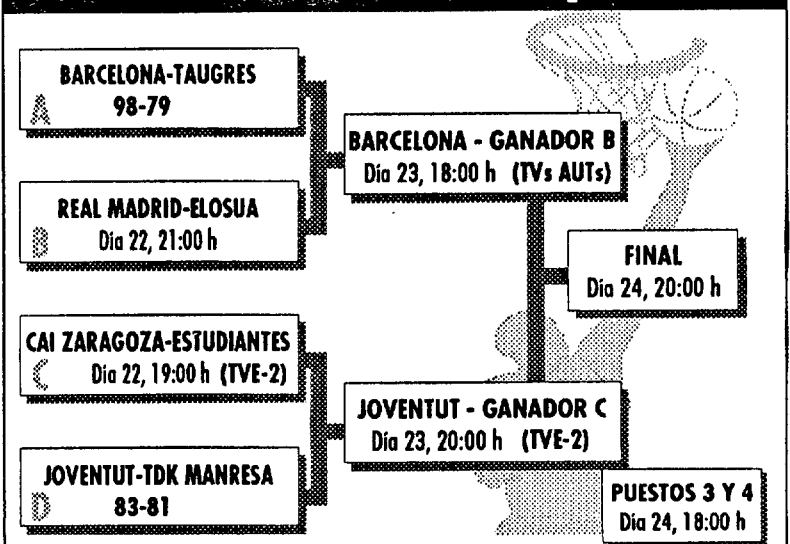 BARCELONA-TAUGRES
98-79
A
REAL MADRID-ELOSUA
Día 22, 21:00 h
B
CAI ZARAGOZA-ESTUDIANTES
C Día 22, 19:00 h (TVE-2)
JOVENTUT-TDK MANRESA
83-81
D
BARCELONA - GANADOR B
Día 23, 18:00 h (TVs AUTs)
JOVENTUT - GANADOR C
Día 23, 20:00 h (TVE-2)
FINAL
Día 24, 20:00 h
PUESTOS 3 Y 4
Día 24, 18:00 h